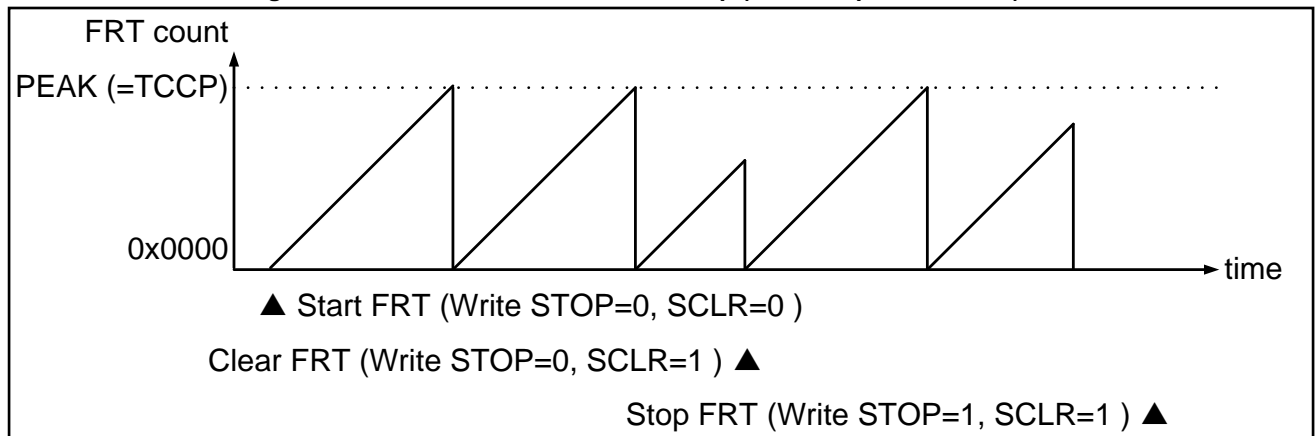 FRT count
PEAK (=TCCP)
0x0000
time
▲ Start FRT (Write STOP=0, SCLR=0 )
Clear FRT (Write STOP=0, SCLR=1 ) ▲
Stop FRT (Write STOP=1, SCLR=1 ) ▲